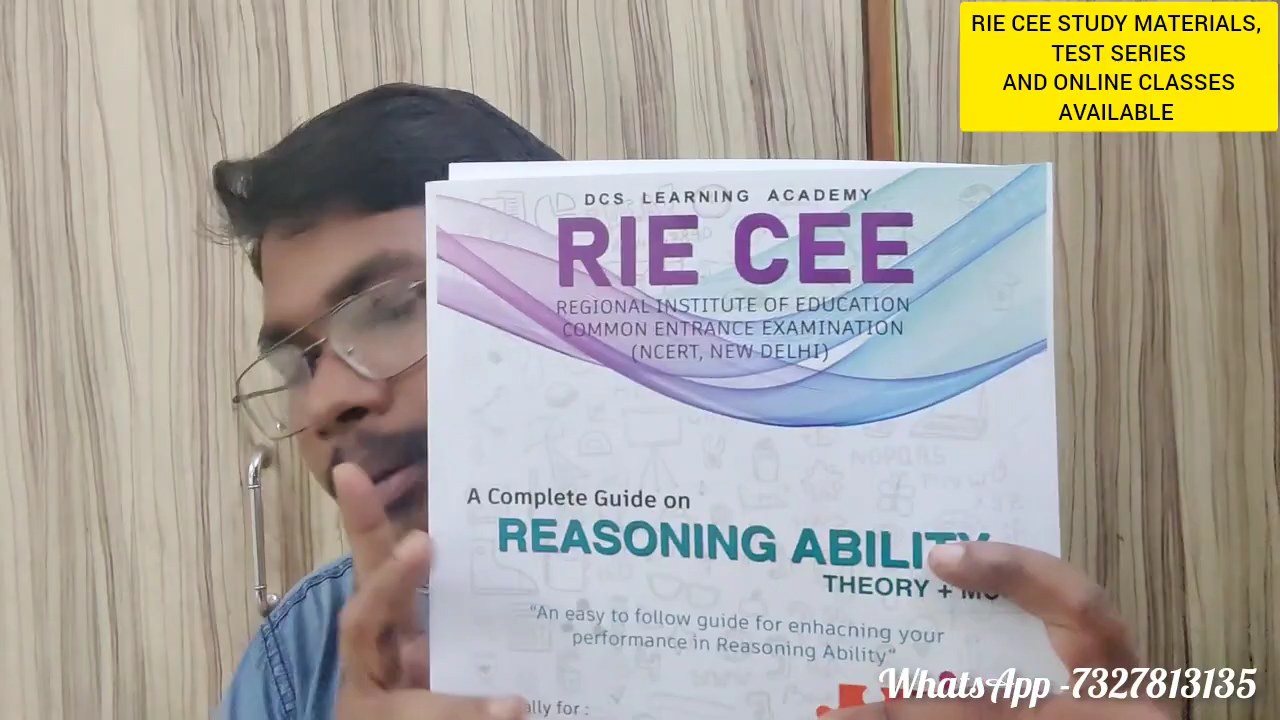 RIE CEE STUDY MATERIALS,
TEST SERIES
AND ONLINE CLASSES
AVAILABLE
DCS LEARNING ACADEMY
RIE CEE
REGIONAL INSTITUTE OF EDUCATION
COMMON ENTRANCE EXAMINATION
(NCERT, NEW DELHI)
A Complete Guide on
REASONING ABILITY
THEORY +
"An easy to follow guide for enhacning your
performance in Reasoning Ability"
for :
WhatsApp -7327813135